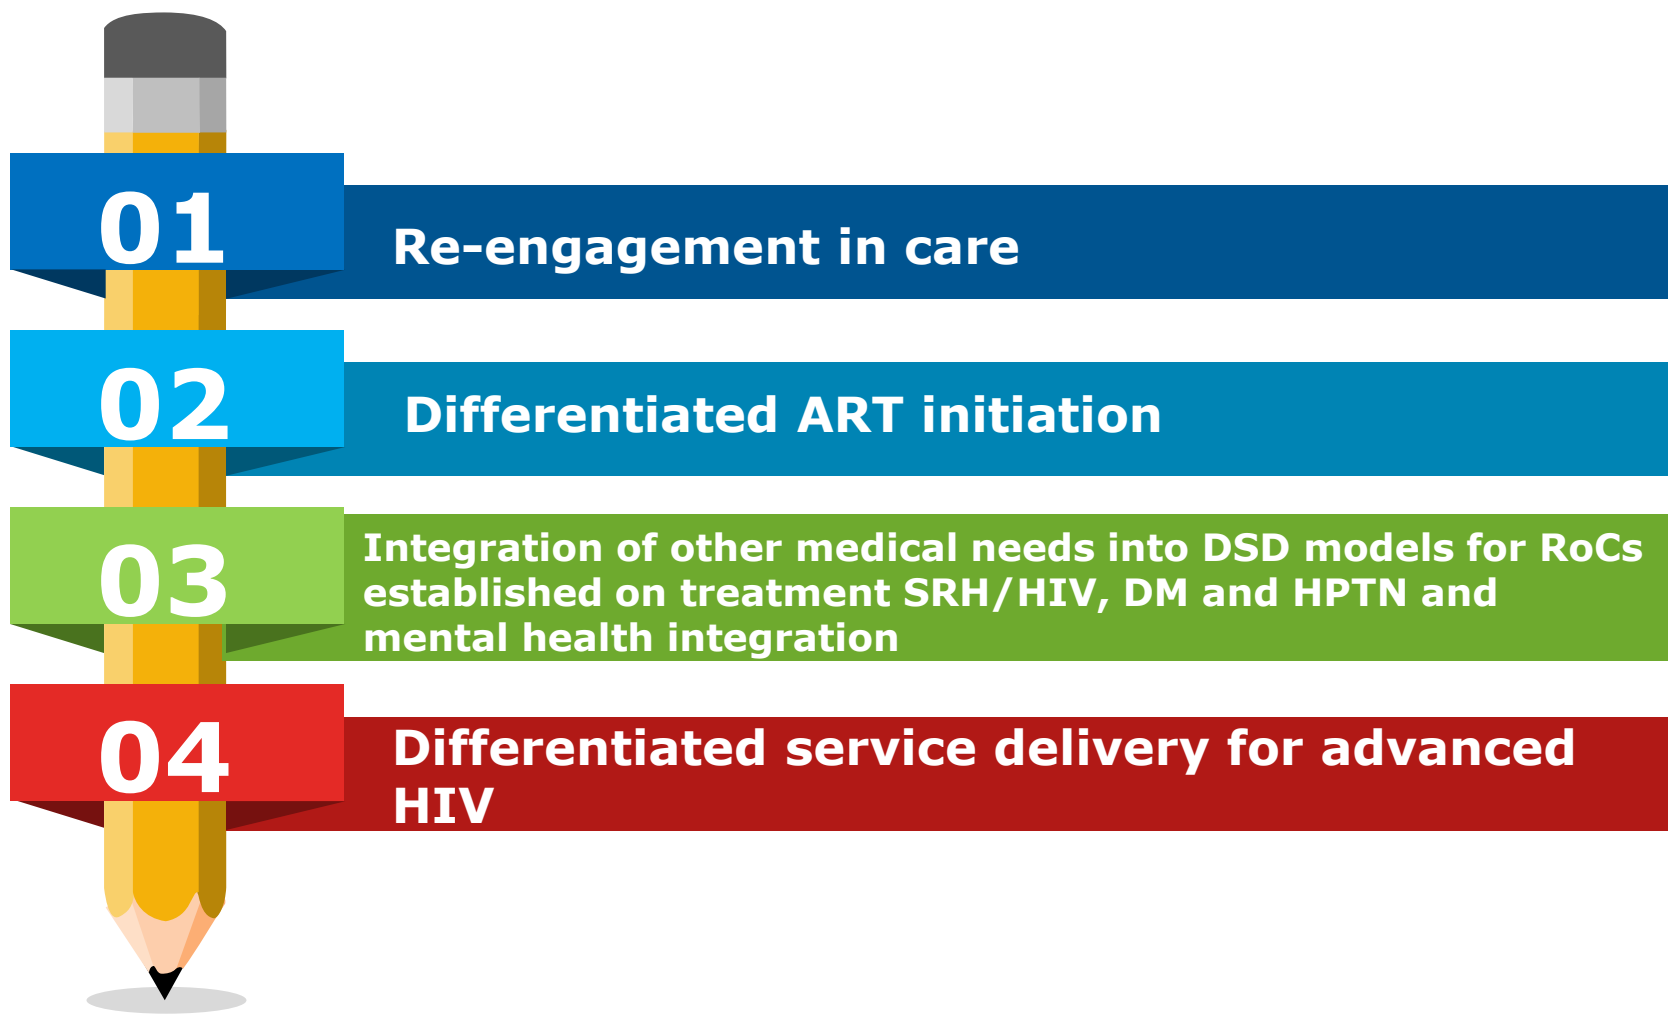 01
Re-engagement in care
02
Differentiated ART initiation
03
Integration of other medical needs into DSD models for RoCs
established on treatment SRH/HIV, DM and HPTN and
mental health integration
04
Differentiated service delivery for advanced
HIV